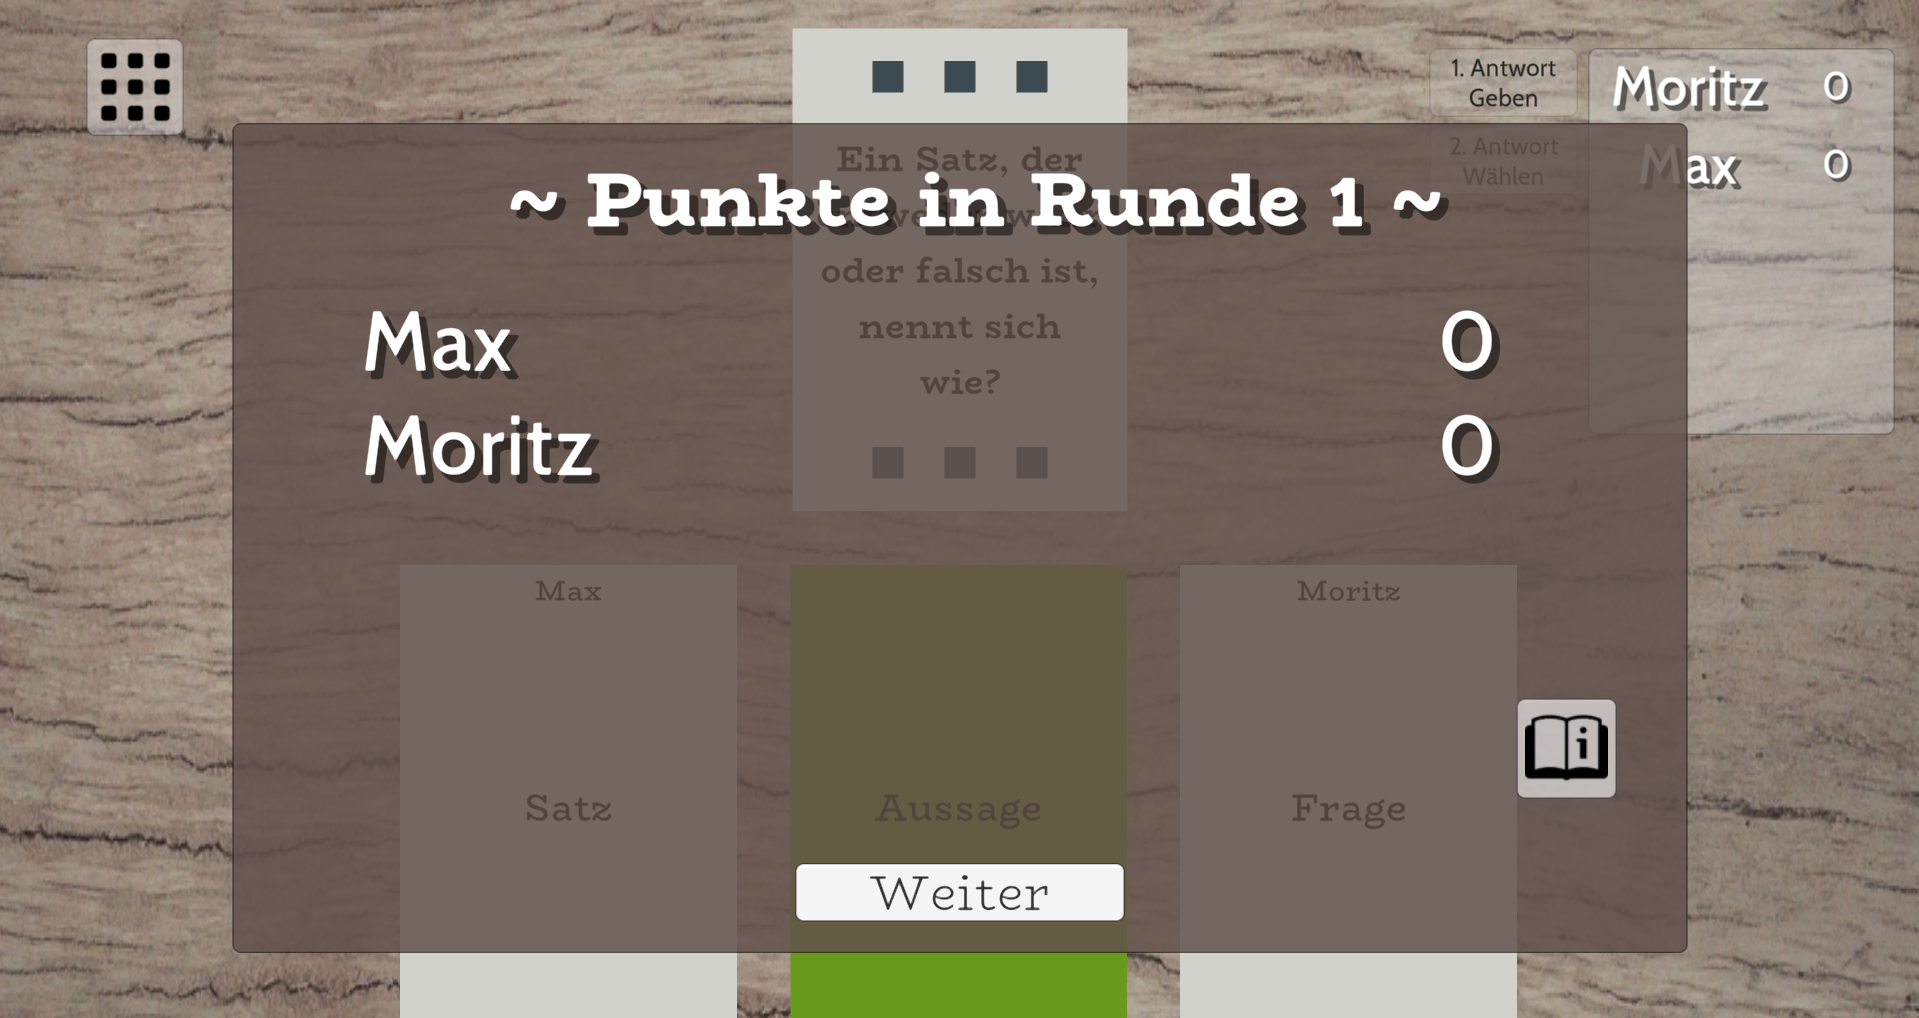 1. Antwort
Geben
Moritz 0
2. Antwort
Wählen
Max 0
Ein Satz, der
oder falsch ist,
nennt sich
wie?
~ Punkte in Runde 1 ~
Max 0
Moritz 0
Max
Satz
Aussage
Moritz
Frage
Weiter